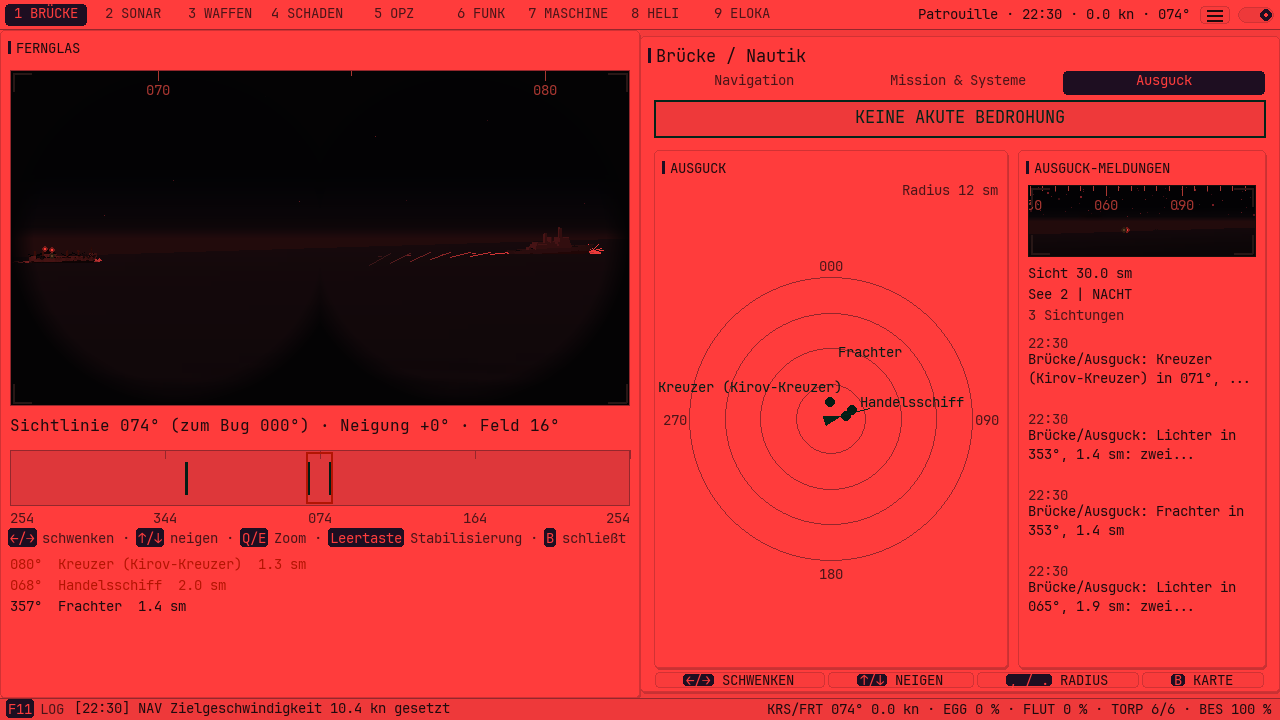 1 BRÜCKE 2 SONAR 3 WAFFEN 4 SCHADEN 5 OPZ 6 FUNK 7 MASCHINE 8 HELI 9 ELOKA Patrouille · 22:30 · 0.0 kn · 074°
FERNGLAS
070 080
Sichtlinie 074° (zum Bug 000°) · Neigung +0° · Feld 16°
254 344 074 164 254
←/→ schwenken · ↑/↓ neigen · Q/E Zoom · Leertaste Stabilisierung · B schließt
080° Kreuzer (Kirov-Kreuzer) 1.3 sm
068° Handelsschiff 2.0 sm
357° Frachter 1.4 sm
Brücke / Nautik
Navigation Mission & Systeme Ausguck
KEINE AKUTE BEDROHUNG
AUSGUCK
Radius 12 sm
000
Frachter
Kreuzer (Kirov-Kreuzer)
Handelsschiff
270 090
180
AUSGUCK-MELDUNGEN
060 090
Sicht 30.0 sm
See 2 | NACHT
3 Sichtungen
22:30
Brücke/Ausguck: Kreuzer
(Kirov-Kreuzer) in 071°, ...
22:30
Brücke/Ausguck: Lichter in
353°, 1.4 sm: zwei...
22:30
Brücke/Ausguck: Frachter in
353°, 1.4 sm
22:30
Brücke/Ausguck: Lichter in
065°, 1.9 sm: zwei...
←/→ SCHWENKEN ↑/↓ NEIGEN , / . RADIUS B KARTE
F11 LOG [22:30] NAV Zielgeschwindigkeit 10.4 kn gesetzt KRS/FRT 074° 0.0 kn · EGG 0 % · FLUT 0 % · TORP 6/6 · BES 100 %